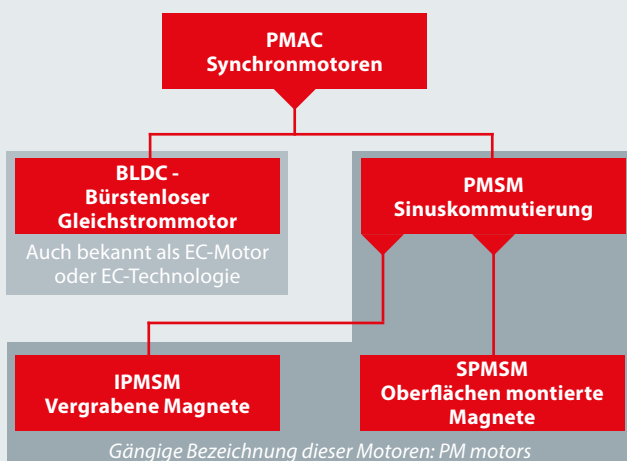 PMAC
Synchronmotoren
BLDC -
Bürstenloser
Gleichstrommotor
Auch bekannt als EC-Motor
oder EC-Technologie
PMSM
Sinuskommutierung
IPMSM
Vergrabene Magnete
SPMSM
Oberflächen montierte
Magnete
Gängige Bezeichnung dieser Motoren: PM motors